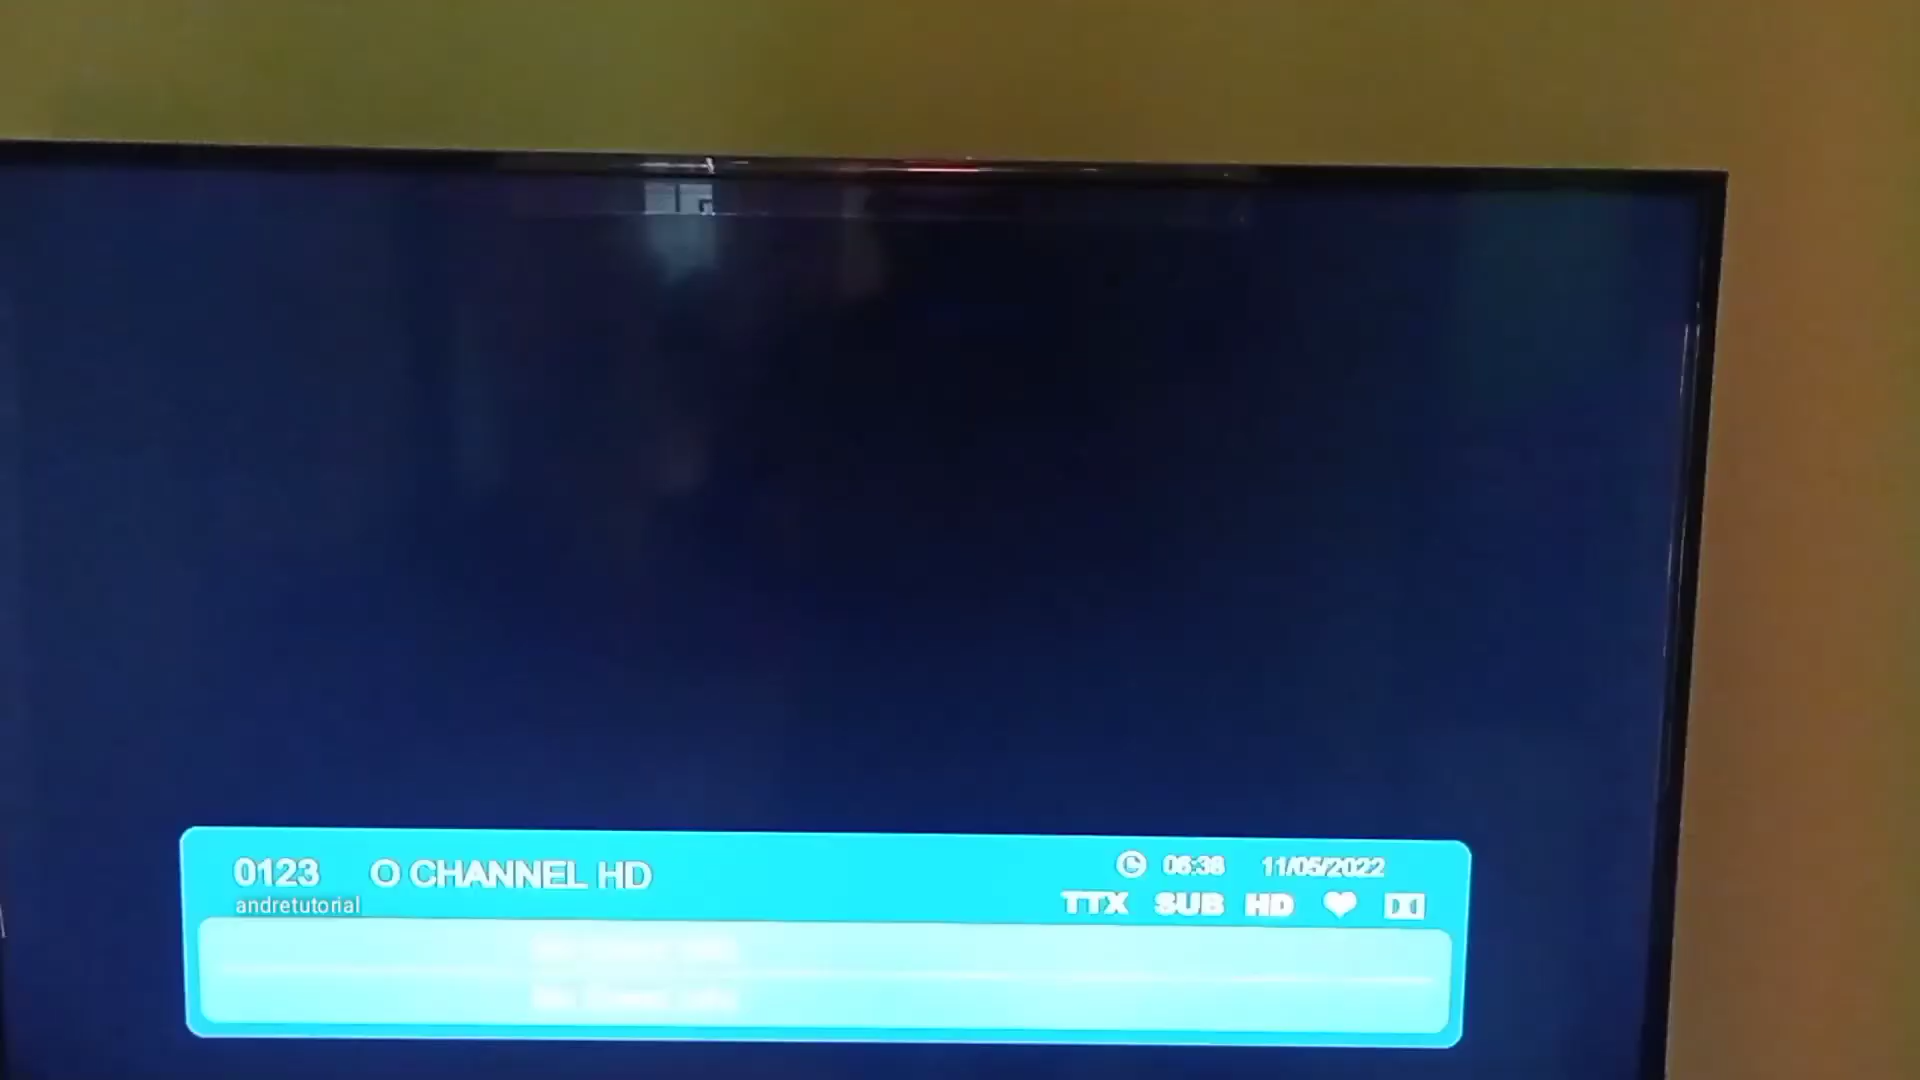 0123 O CHANNEL HD
06:38 11/05/2022
andretutorial
TTX SUB HD